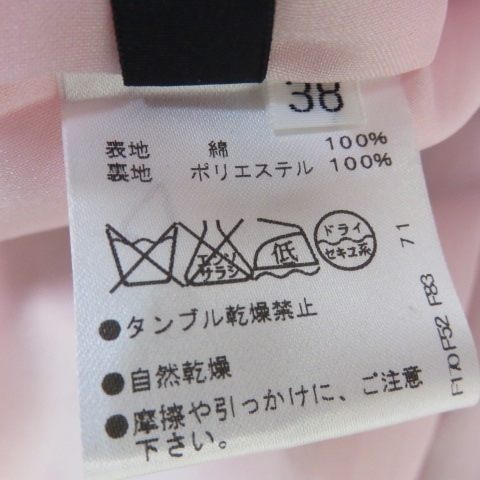 38
表地 綿 100%
裏地 ポリエステル 100%
エンソ
サラシ
低
ドライ
セキユ系
●タンブル乾燥禁止
●自然乾燥
●摩擦や引っかけに、ご注意
下さい。
71